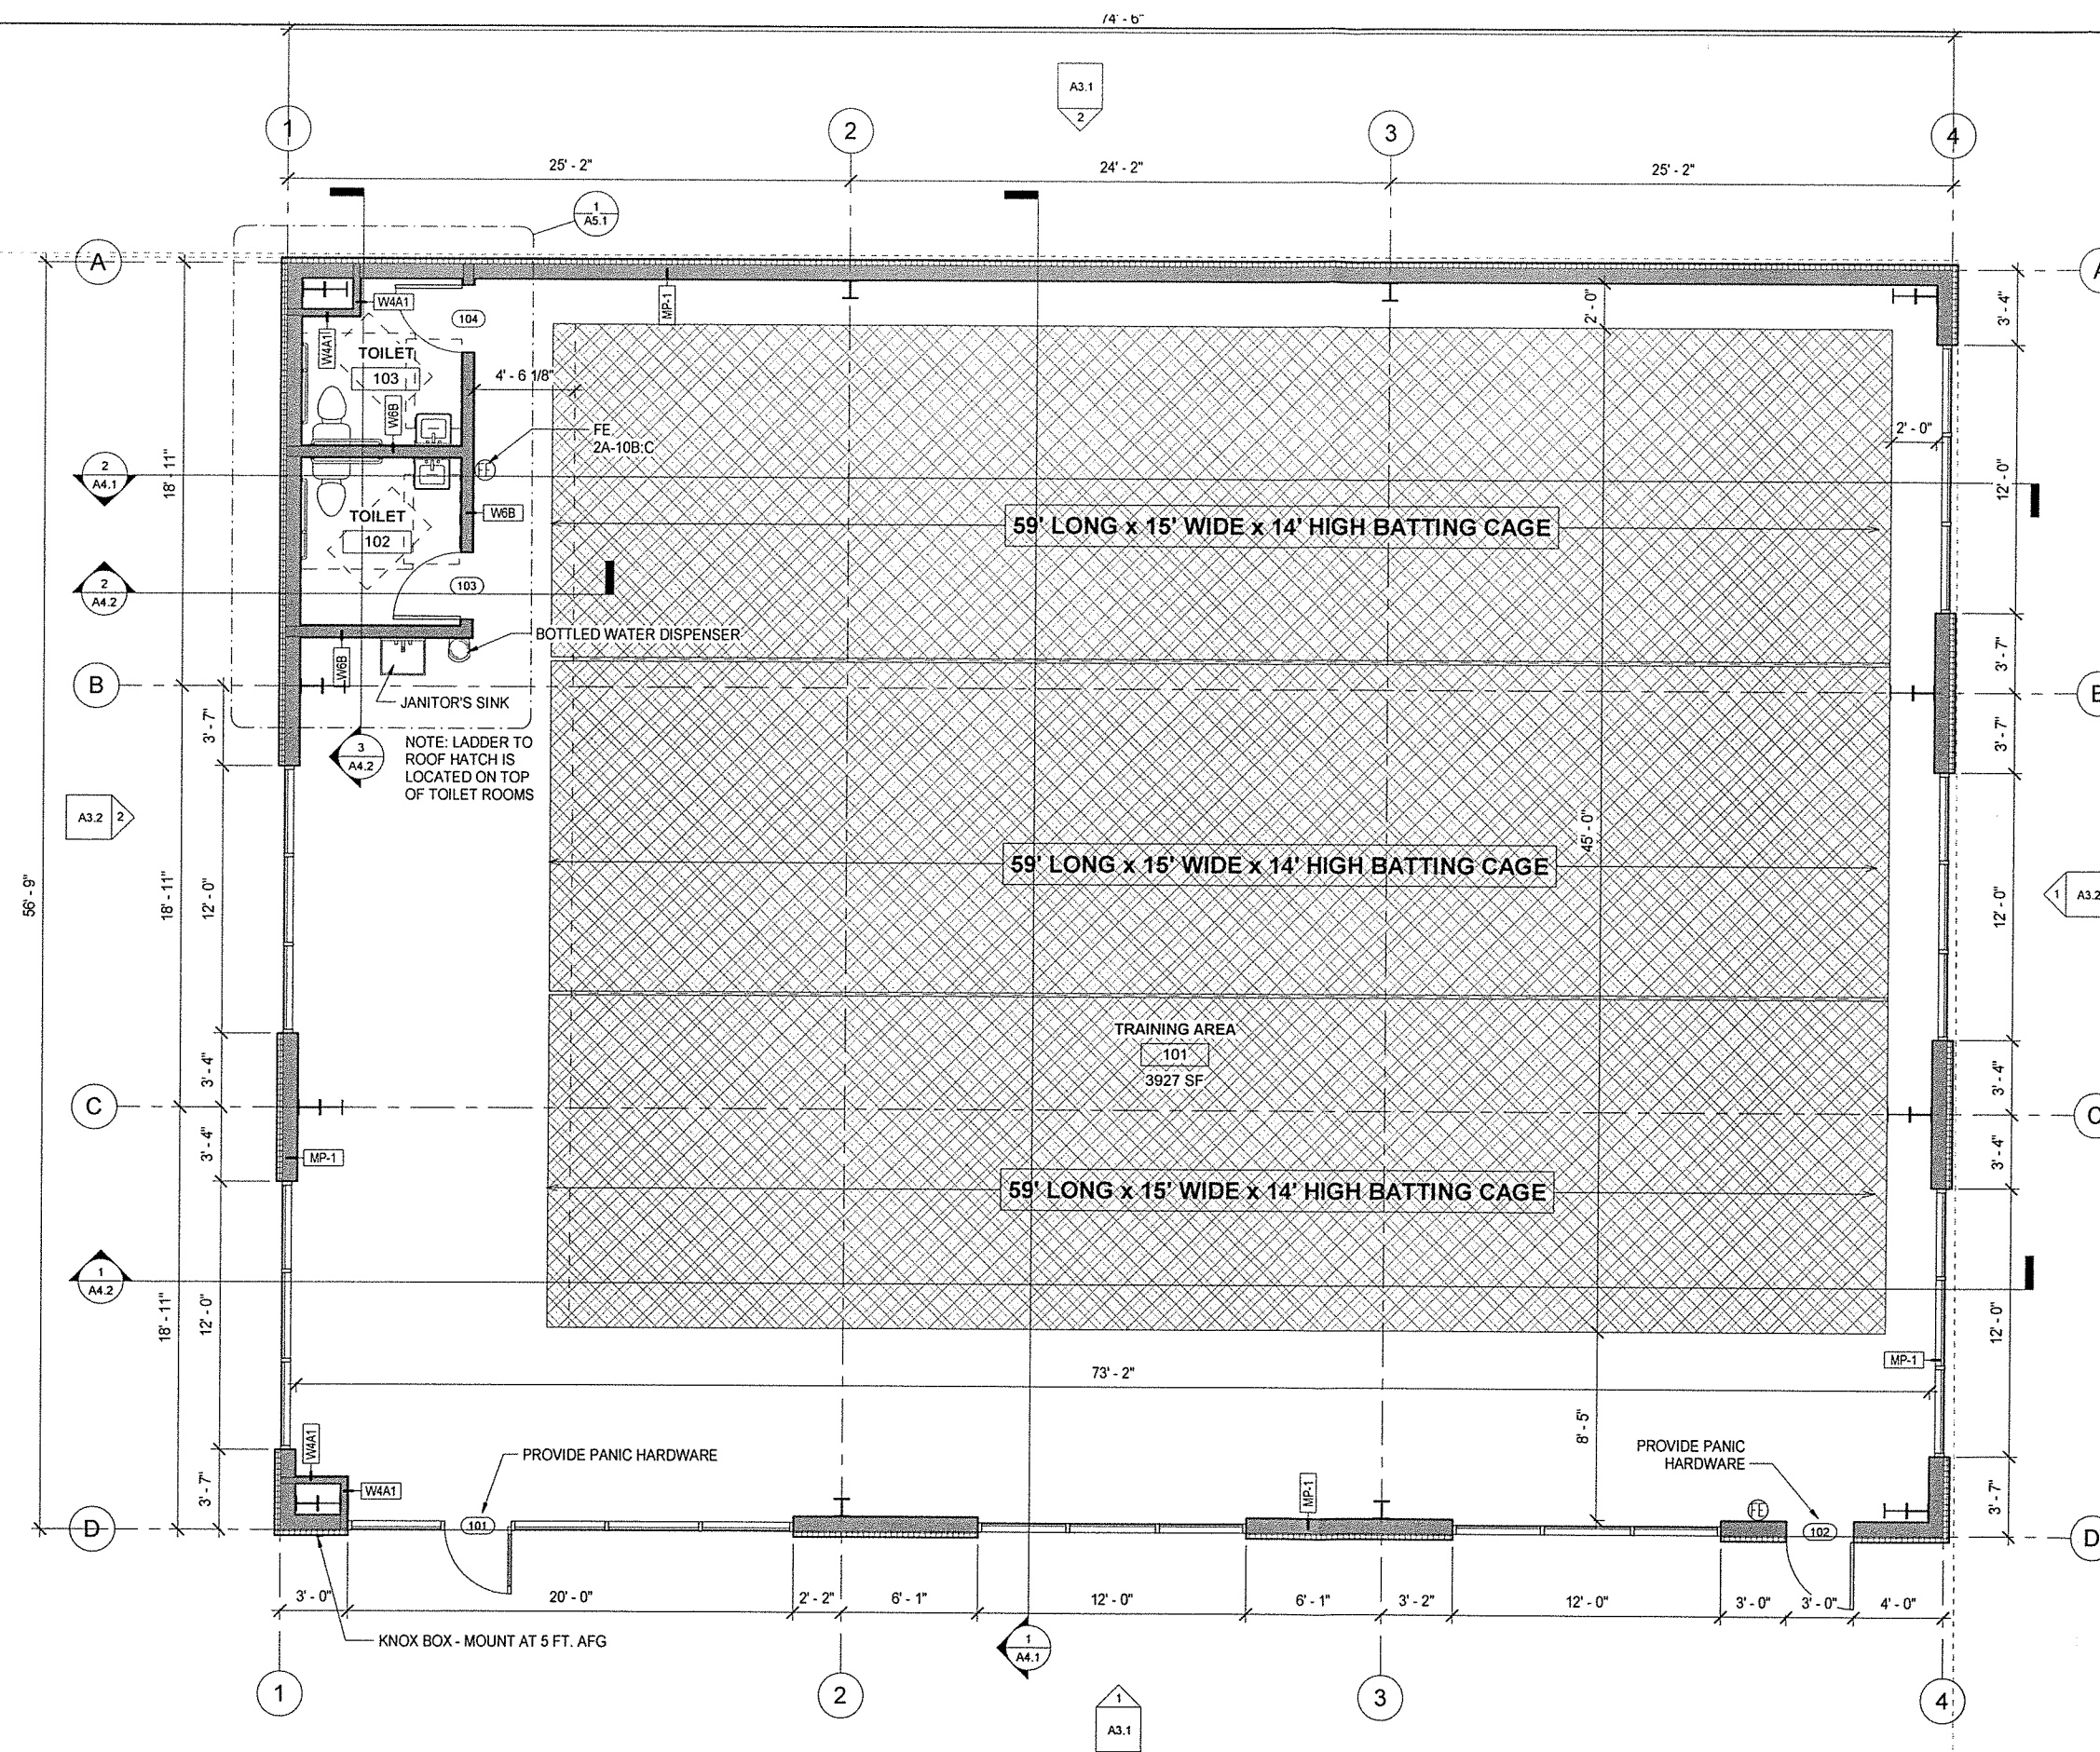 74' - 6"
A3.1
2
1
2
3
4
25' - 2"
24' - 2"
25' - 2"
1
A5.1
A
A
W4A1
104
MP-1
2' - 0"
3' - 4"
W4A1
TOILET
103
4' - 6 1/8"
W6B
FE
2A-10B:C
2' - 0"
18' - 11"
12' - 0"
2
A4.1
FE
TOILET
102
W6B
59' LONG x 15' WIDE x 14' HIGH BATTING CAGE
2
A4.2
103
BOTTLED WATER DISPENSER
W6B
3' - 7"
B
B
JANITOR'S SINK
3' - 7"
3' - 7"
3
A4.2
NOTE: LADDER TO
ROOF HATCH IS
LOCATED ON TOP
OF TOILET ROOMS
A3.2
2
56' - 9"
18' - 11"
12' - 0"
59' LONG x 15' WIDE x 14' HIGH BATTING CAGE
45' - 0"
12' - 0"
1
A3.2
TRAINING AREA
101
3927 SF
3' - 4"
3' - 4"
C
C
3' - 4"
MP-1
3' - 4"
59' LONG x 15' WIDE x 14' HIGH BATTING CAGE
1
A4.2
18' - 11"
12' - 0"
12' - 0"
MP-1
73' - 2"
8' - 5"
W4A1
PROVIDE PANIC HARDWARE
PROVIDE PANIC
HARDWARE
3' - 7"
W4A1
MP-1
3' - 7"
FE
D
101
102
D
3' - 0"
20' - 0"
2' - 2"
6' - 1"
12' - 0"
6' - 1"
3' - 2"
12' - 0"
3' - 0"
3' - 0"
4' - 0"
KNOX BOX - MOUNT AT 5 FT. AFG
1
A4.1
1
2
3
4
1
A3.1